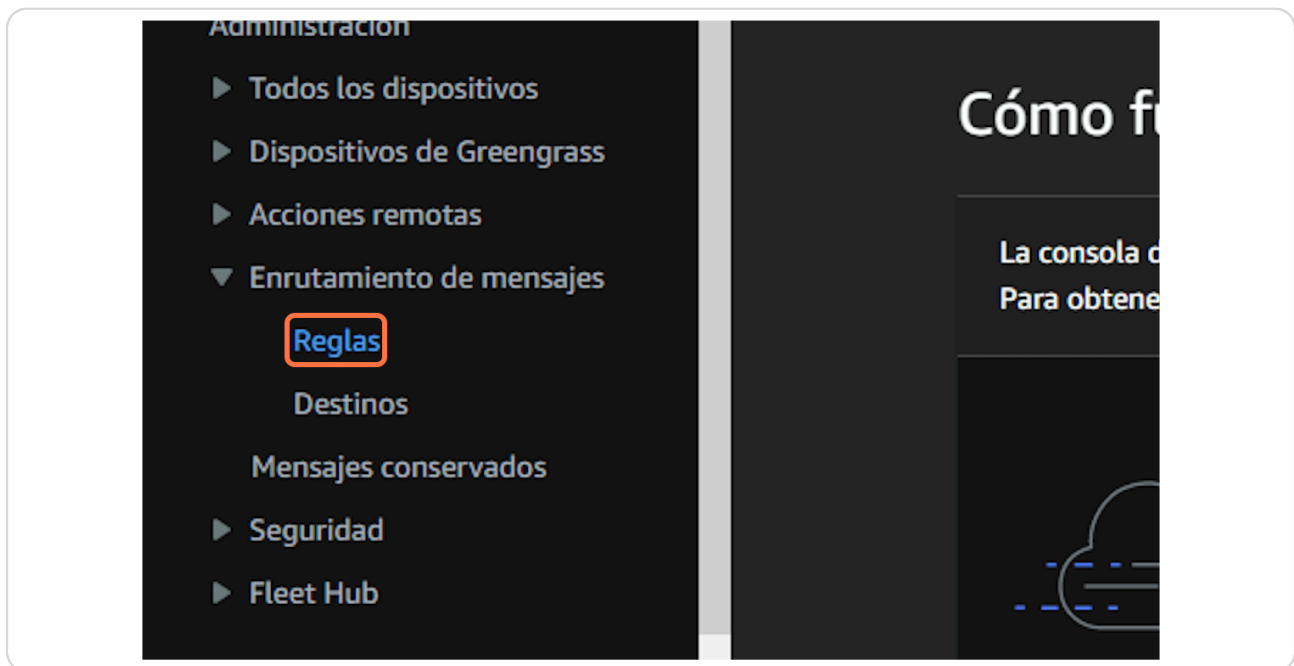 Administración
Todos los dispositivos
Dispositivos de Greengrass
Acciones remotas
Enrutamiento de mensajes
Reglas
Destinos
Mensajes conservados
Seguridad
Fleet Hub
Cómo fu
La consola d
Para obtene